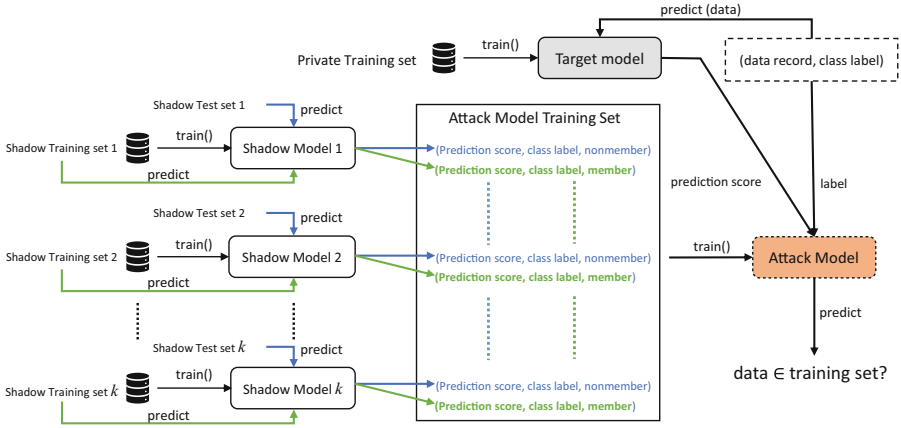 predict (data)
Private Training set
train()
Target model
(data record, class label)
Shadow Test set 1
predict
Shadow Training set 1
train()
Shadow Model 1
predict
Attack Model Training Set
(Prediction score, class label, nonmember)
(Prediction score, class label, member)
prediction score
label
Shadow Test set 2
predict
Shadow Training set 2
train()
Shadow Model 2
predict
(Prediction score, class label, nonmember)
(Prediction score, class label, member)
train()
Attack Model
predict
data ∈ training set?
Shadow Test set k
predict
Shadow Training set k
train()
Shadow Model k
predict
(Prediction score, class label, nonmember)
(Prediction score, class label, member)